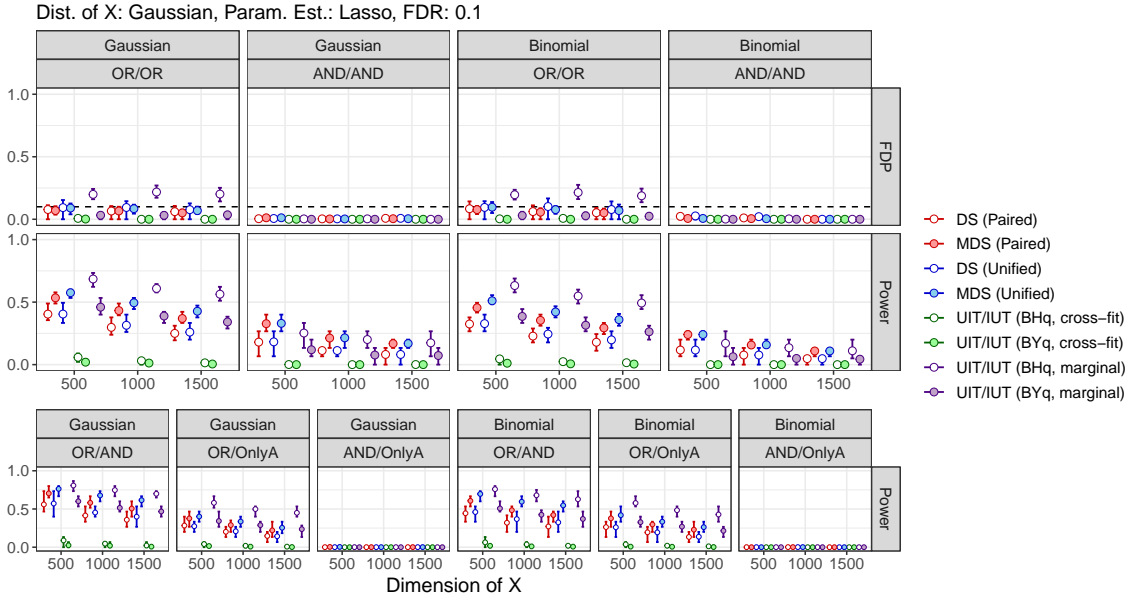 Dist. of X: Gaussian, Param. Est.: Lasso, FDR: 0.1
Gaussian Gaussian Binomial Binomial
OR/OR AND/AND OR/OR AND/AND
1.0
0.5
0.0
FDP
1.0
0.5
0.0
Power
500 1000 1500 500 1000 1500 500 1000 1500 500 1000 1500
DS (Paired)
MDS (Paired)
DS (Unified)
MDS (Unified)
UIT/IUT (BHq, cross−fit)
UIT/IUT (BYq, cross−fit)
UIT/IUT (BHq, marginal)
UIT/IUT (BYq, marginal)
Gaussian Gaussian Gaussian Binomial Binomial Binomial
OR/AND OR/OnlyA AND/OnlyA OR/AND OR/OnlyA AND/OnlyA
1.0
0.5
0.0
Power
500 1000 1500 500 1000 1500 500 1000 1500 500 1000 1500 500 1000 1500 500 1000 1500
Dimension of X